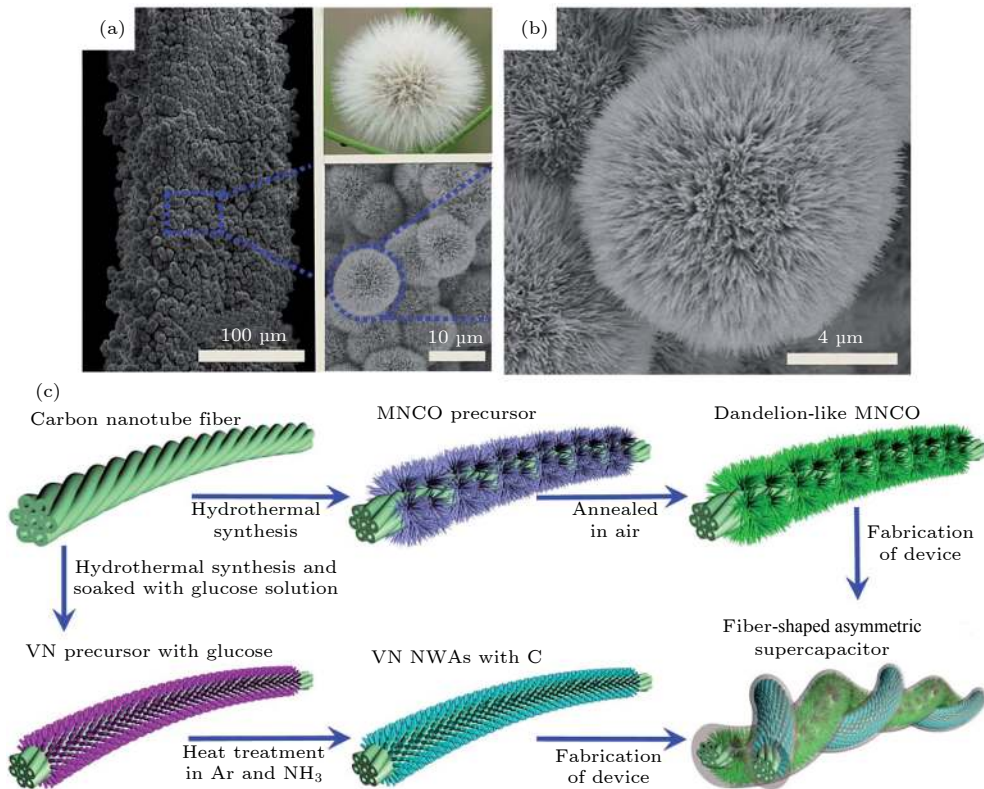 (a)
100 µm
10 µm
(b)
4 µm
(c)
Carbon nanotube fiber
MNCO precursor
Dandelion-like MNCO
Hydrothermal
synthesis
Annealed
in air
Fabrication
of device
Hydrothermal synthesis and
soaked with glucose solution
VN precursor with glucose
VN NWAs with C
Fiber-shaped asymmetric
supercapacitor
Heat treatment
in Ar and NH₃
Fabrication
of device